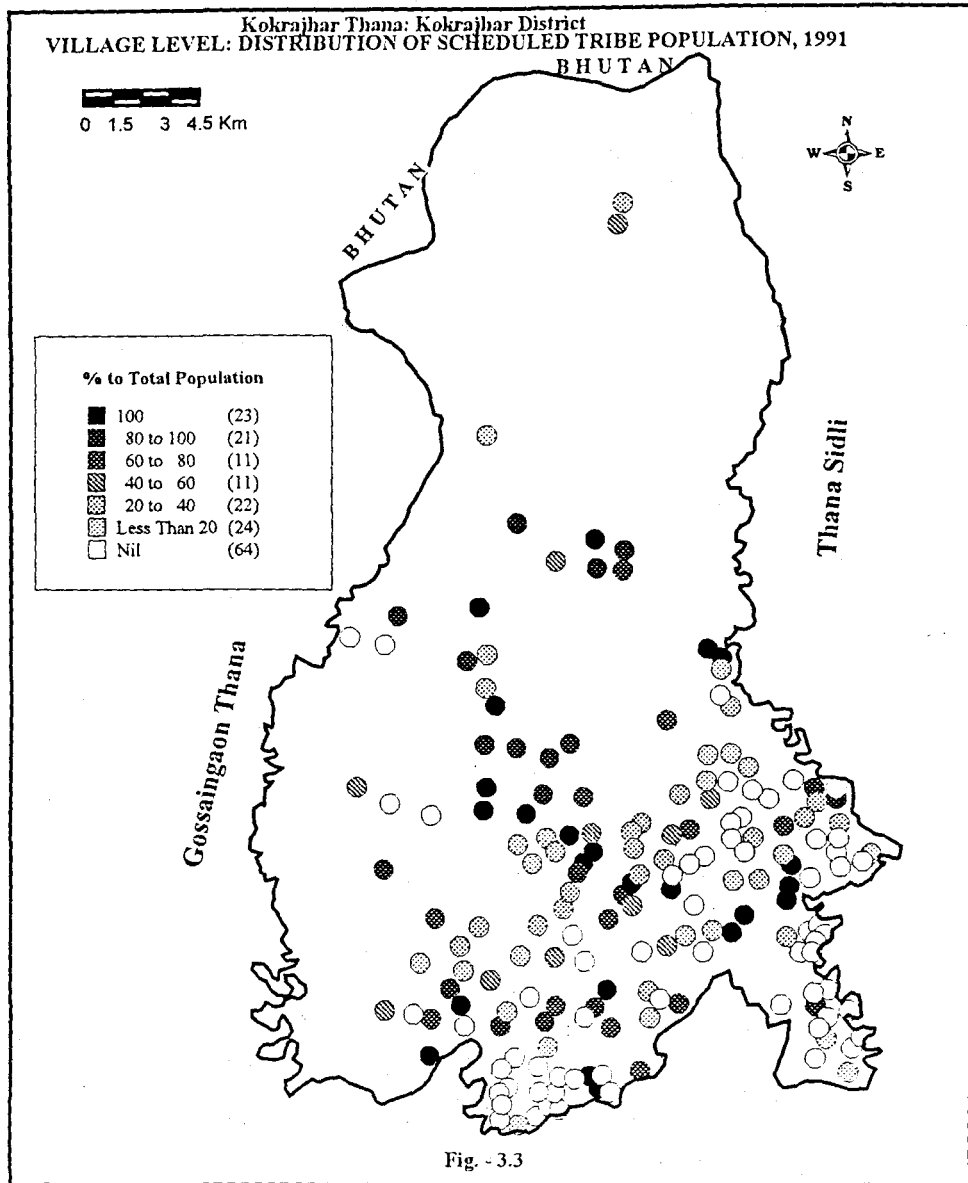 Kokrajhar Thana: Kokrajhar District
VILLAGE LEVEL: DISTRIBUTION OF SCHEDULED TRIBE POPULATION, 1991
BHUTAN
0 1.5 3 4.5 Km
N
W E
S
BHUTAN
% to Total Population
100 (23)
80 to 100 (21)
60 to 80 (11)
40 to 60 (11)
20 to 40 (22)
Less Than 20 (24)
Nil (64)
Thana Sidli
Gossaingaon Thana
Fig. - 3.3